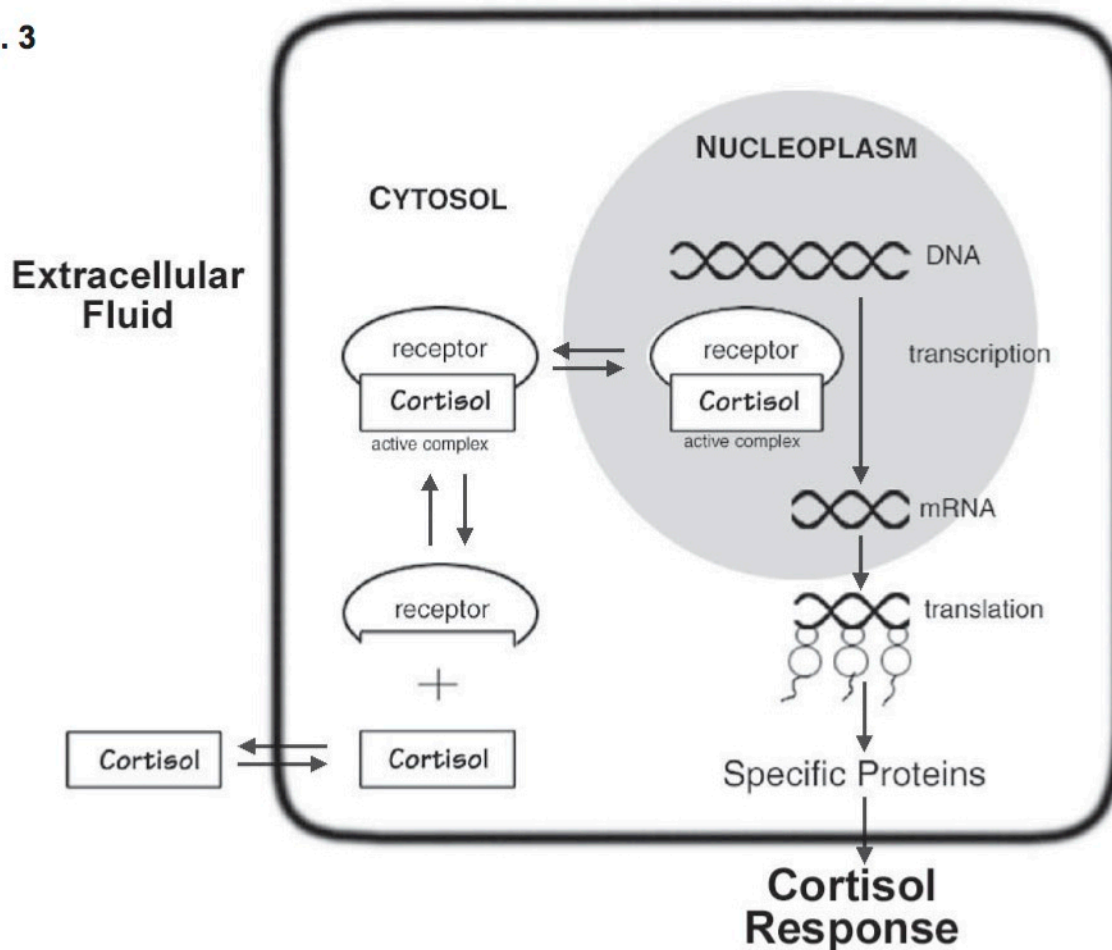 . 3
NUCLEOPLASM
CYTOSOL
DNA
Extracellular
Fluid
receptor
Cortisol
active complex
receptor
Cortisol
active complex
transcription
mRNA
receptor
translation
+
Cortisol
Cortisol
Specific Proteins
Cortisol
Response